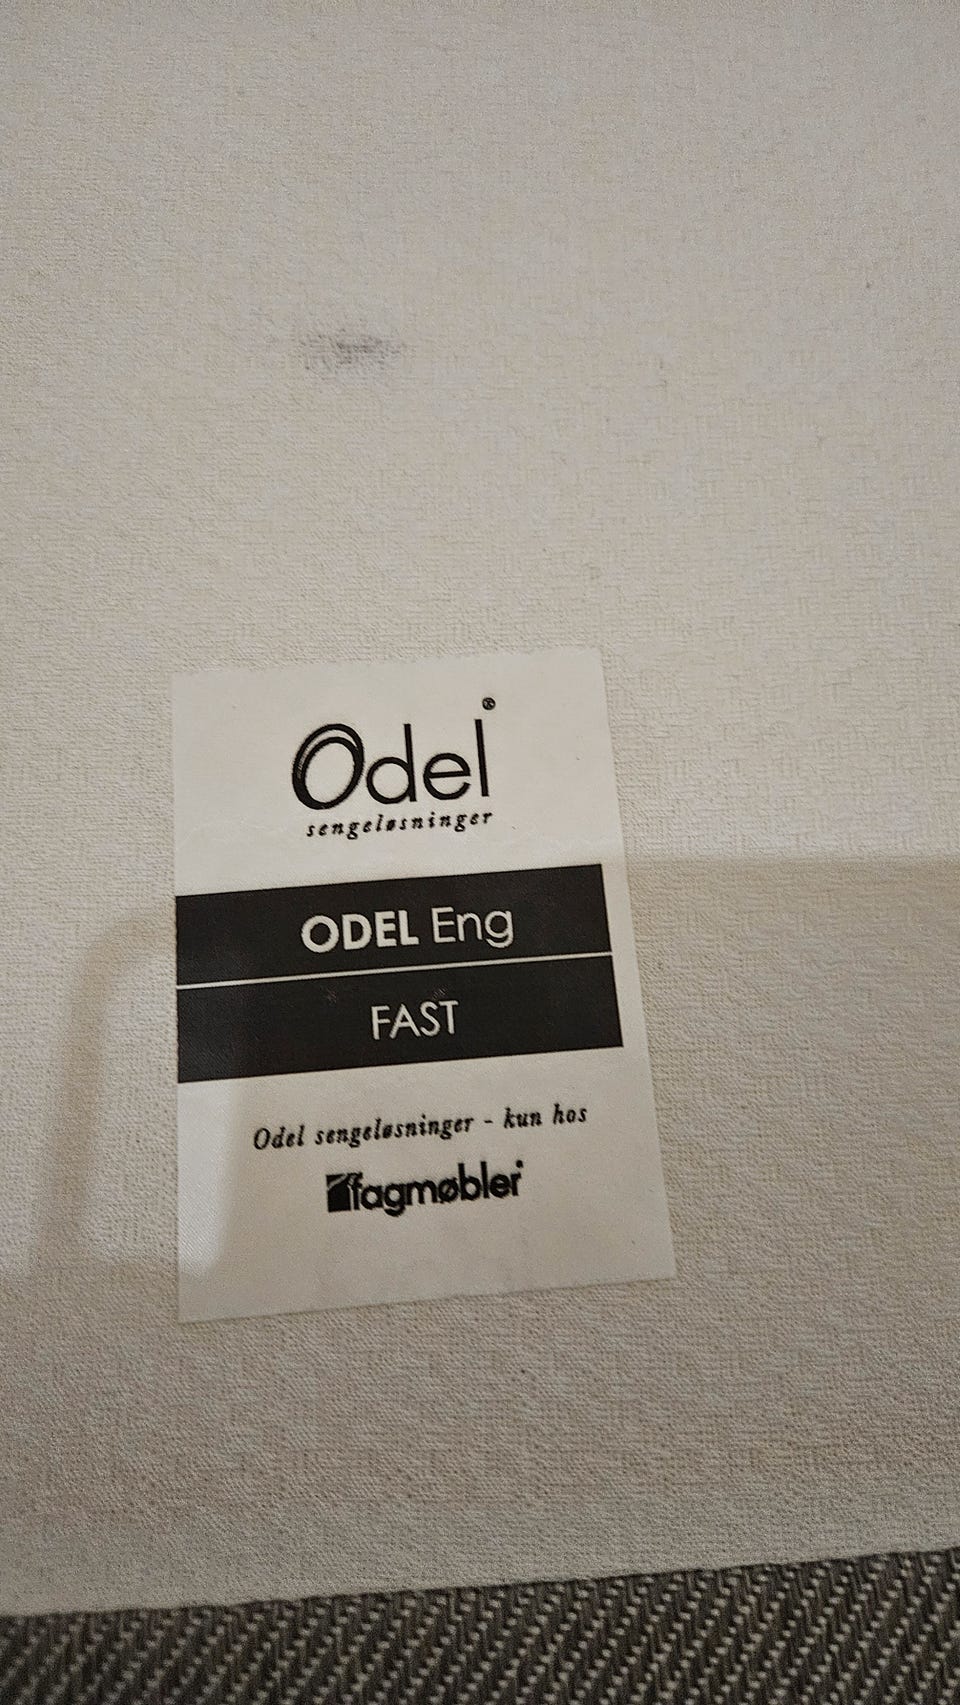 Odel®
sengeløsninger
ODEL Eng
FAST
Odel sengeløsninger - kun hos
fagmøbler